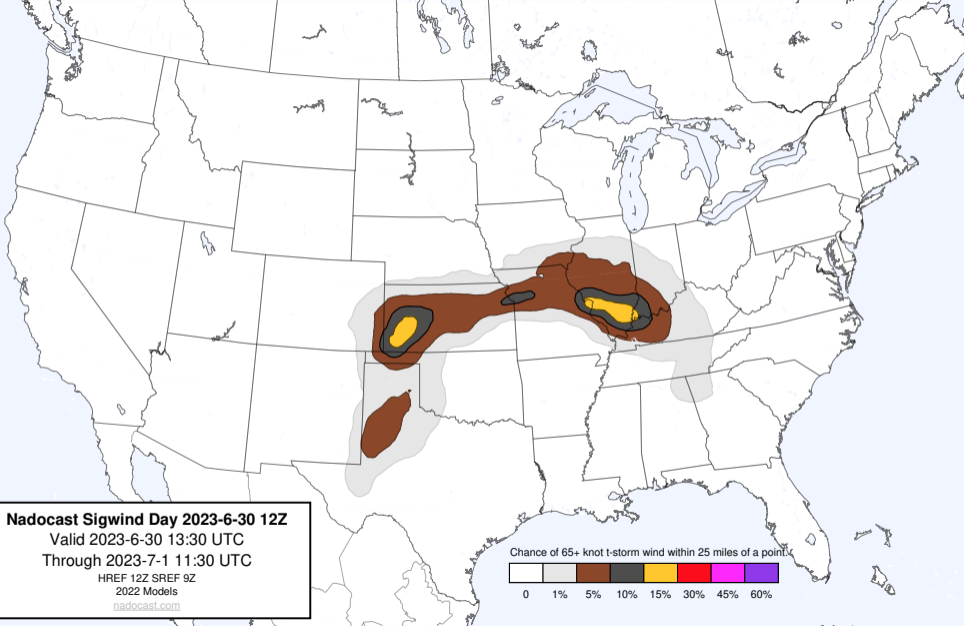 Nadocast Sigwind Day 2023-6-30 12Z
Valid 2023-6-30 13:30 UTC
Through 2023-7-1 11:30 UTC
HREF 12Z SREF 9Z
2022 Models
nadocast.com
Chance of 65+ knot t-storm wind within 25 miles of a point.
0 1% 5% 10% 15% 30% 45% 60%